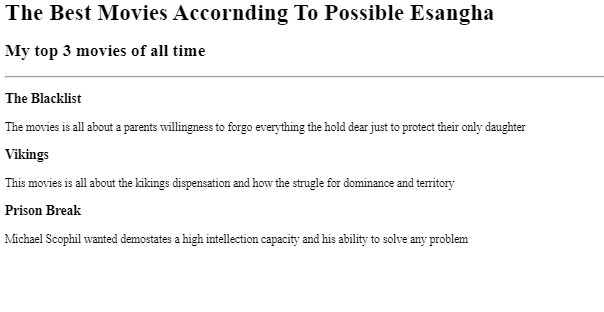 The Best Movies Accornding To Possible Esangha
My top 3 movies of all time
The Blacklist
The movies is all about a parents willingness to forgo everything the hold dear just to protect their only daughter
Vikings
This movies is all about the kikings dispensation and how the strugle for dominance and territory
Prison Break
Michael Scophil wanted demostates a high intellection capacity and his ability to solve any problem